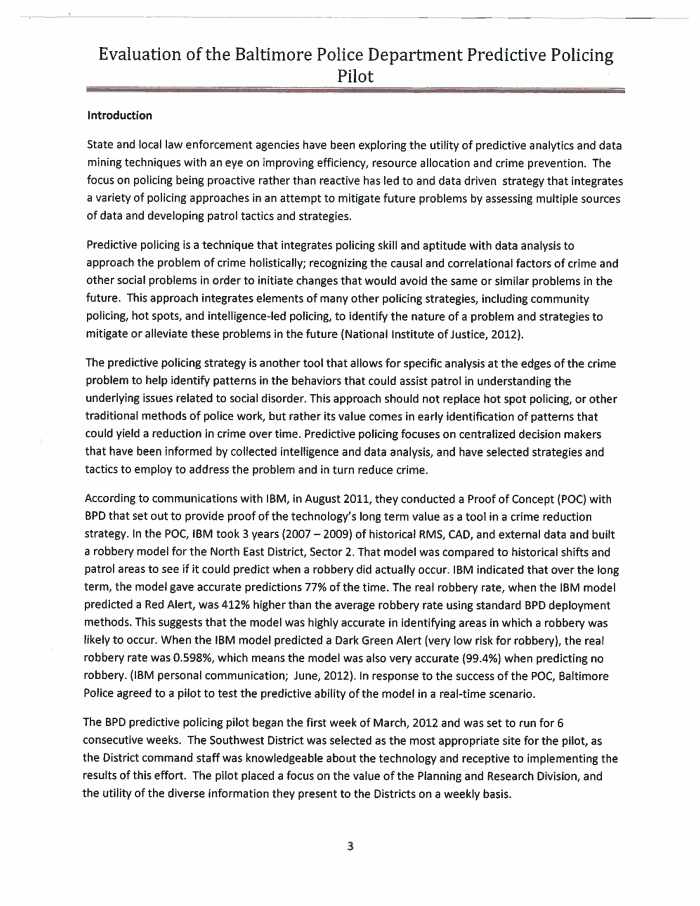 Evaluation of the Baltimore Police Department Predictive Policing
Pilot
Introduction
State and local law enforcement agencies have been exploring the utility of predictive analytics and data
mining techniques with an eye on improving efficiency, resource allocation and crime prevention.  The
focus on policing being proactive rather than reactive has led to and data driven  strategy that integrates
a variety of policing approaches in an attempt to mitigate future problems by assessing multiple sources
of data and developing patrol tactics and strategies.
Predictive policing is a technique that integrates policing skill and aptitude with data analysis to
approach the problem of crime holistically; recognizing the causal and correlational factors of crime and
other social problems in order to initiate changes that would avoid the same or similar problems in the
future.  This approach integrates elements of many other policing strategies, including community
policing, hot spots, and intelligence-led policing, to identify the nature of a problem and strategies to
mitigate or alleviate these problems in the future (National Institute of Justice, 2012).
The predictive policing strategy is another tool that allows for specific analysis at the edges of the crime
problem to help identify patterns in the behaviors that could assist patrol in understanding the
underlying issues related to social disorder. This approach should not replace hot spot policing, or other
traditional methods of police work, but rather its value comes in early identification of patterns that
could yield a reduction in crime over time. Predictive policing focuses on centralized decision makers
that have been informed by collected intelligence and data analysis, and have selected strategies and
tactics to employ to address the problem and in turn reduce crime.
According to communications with IBM, in August 2011, they conducted a Proof of Concept (POC) with
BPD that set out to provide proof of the technology's long term value as a tool in a crime reduction
strategy. In the POC, IBM took 3 years (2007 – 2009) of historical RMS, CAD, and external data and built
a robbery model for the North East District, Sector 2. That model was compared to historical shifts and
patrol areas to see if it could predict when a robbery did actually occur. IBM indicated that over the long
term, the model gave accurate predictions 77% of the time. The real robbery rate, when the IBM model
predicted a Red Alert, was 412% higher than the average robbery rate using standard BPD deployment
methods. This suggests that the model was highly accurate in identifying areas in which a robbery was
likely to occur. When the IBM model predicted a Dark Green Alert (very low risk for robbery), the real
robbery rate was 0.598%, which means the model was also very accurate (99.4%) when predicting no
robbery. (IBM personal communication;  June, 2012). In response to the success of the POC, Baltimore
Police agreed to a pilot to test the predictive ability of the model in a real-time scenario.
The BPD predictive policing pilot began the first week of March, 2012 and was set to run for 6
consecutive weeks.  The Southwest District was selected as the most appropriate site for the pilot, as
the District command staff was knowledgeable about the technology and receptive to implementing the
results of this effort.  The pilot placed a focus on the value of the Planning and Research Division, and
the utility of the diverse information they present to the Districts on a weekly basis.
3